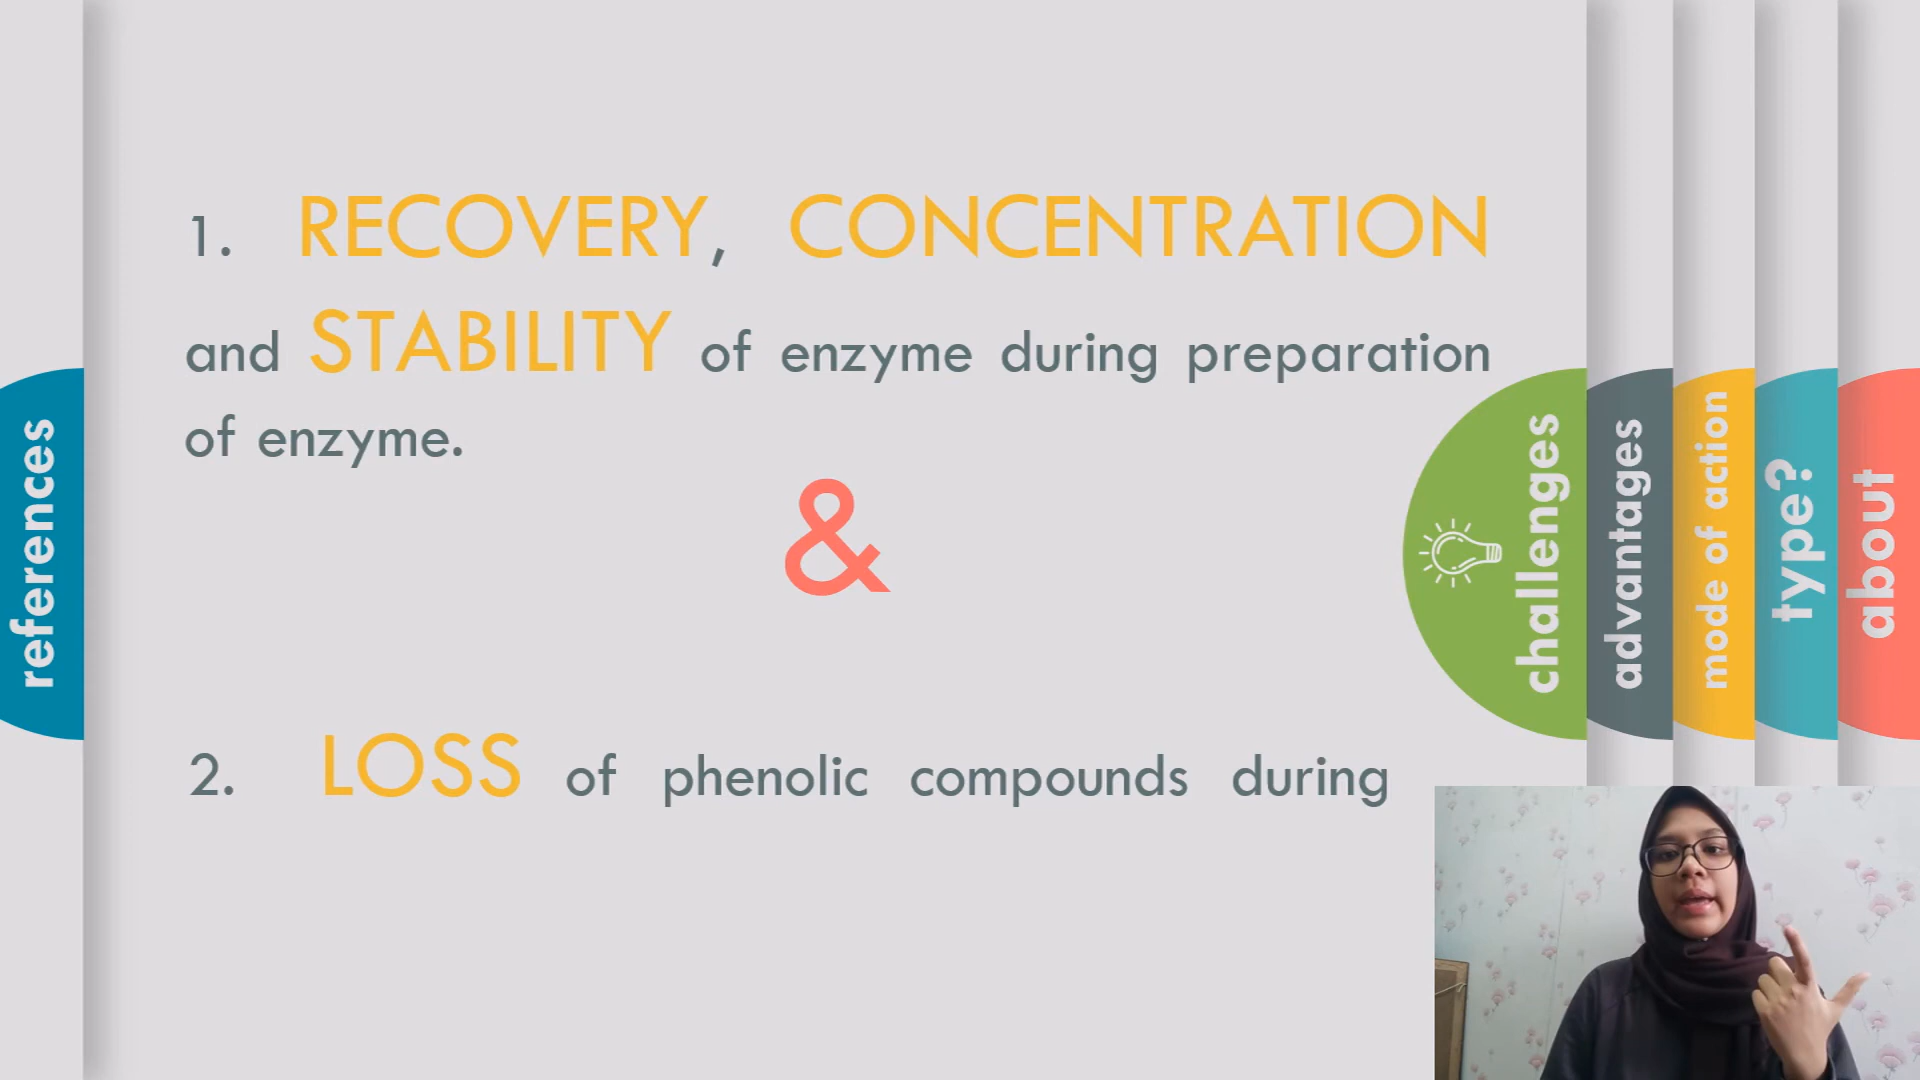 references
1. RECOVERY, CONCENTRATION
and STABILITY of enzyme during preparation
of enzyme.
&
2. LOSS of phenolic compounds during
challenges
advantages
mode of action
type?
about